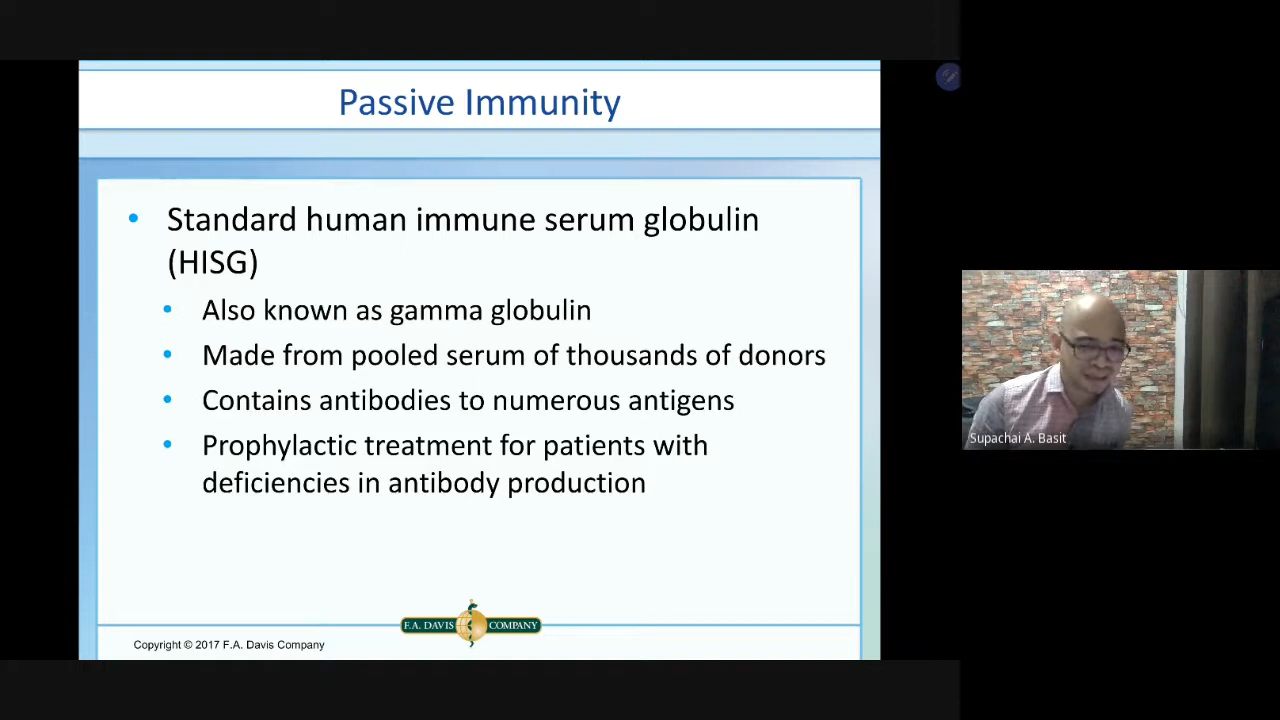 Passive Immunity
• Standard human immune serum globulin
(HISG)
• Also known as gamma globulin
• Made from pooled serum of thousands of donors
• Contains antibodies to numerous antigens
• Prophylactic treatment for patients with
deficiencies in antibody production
F.A. DAVIS COMPANY
Copyright © 2017 F.A. Davis Company
Supachai A. Basit